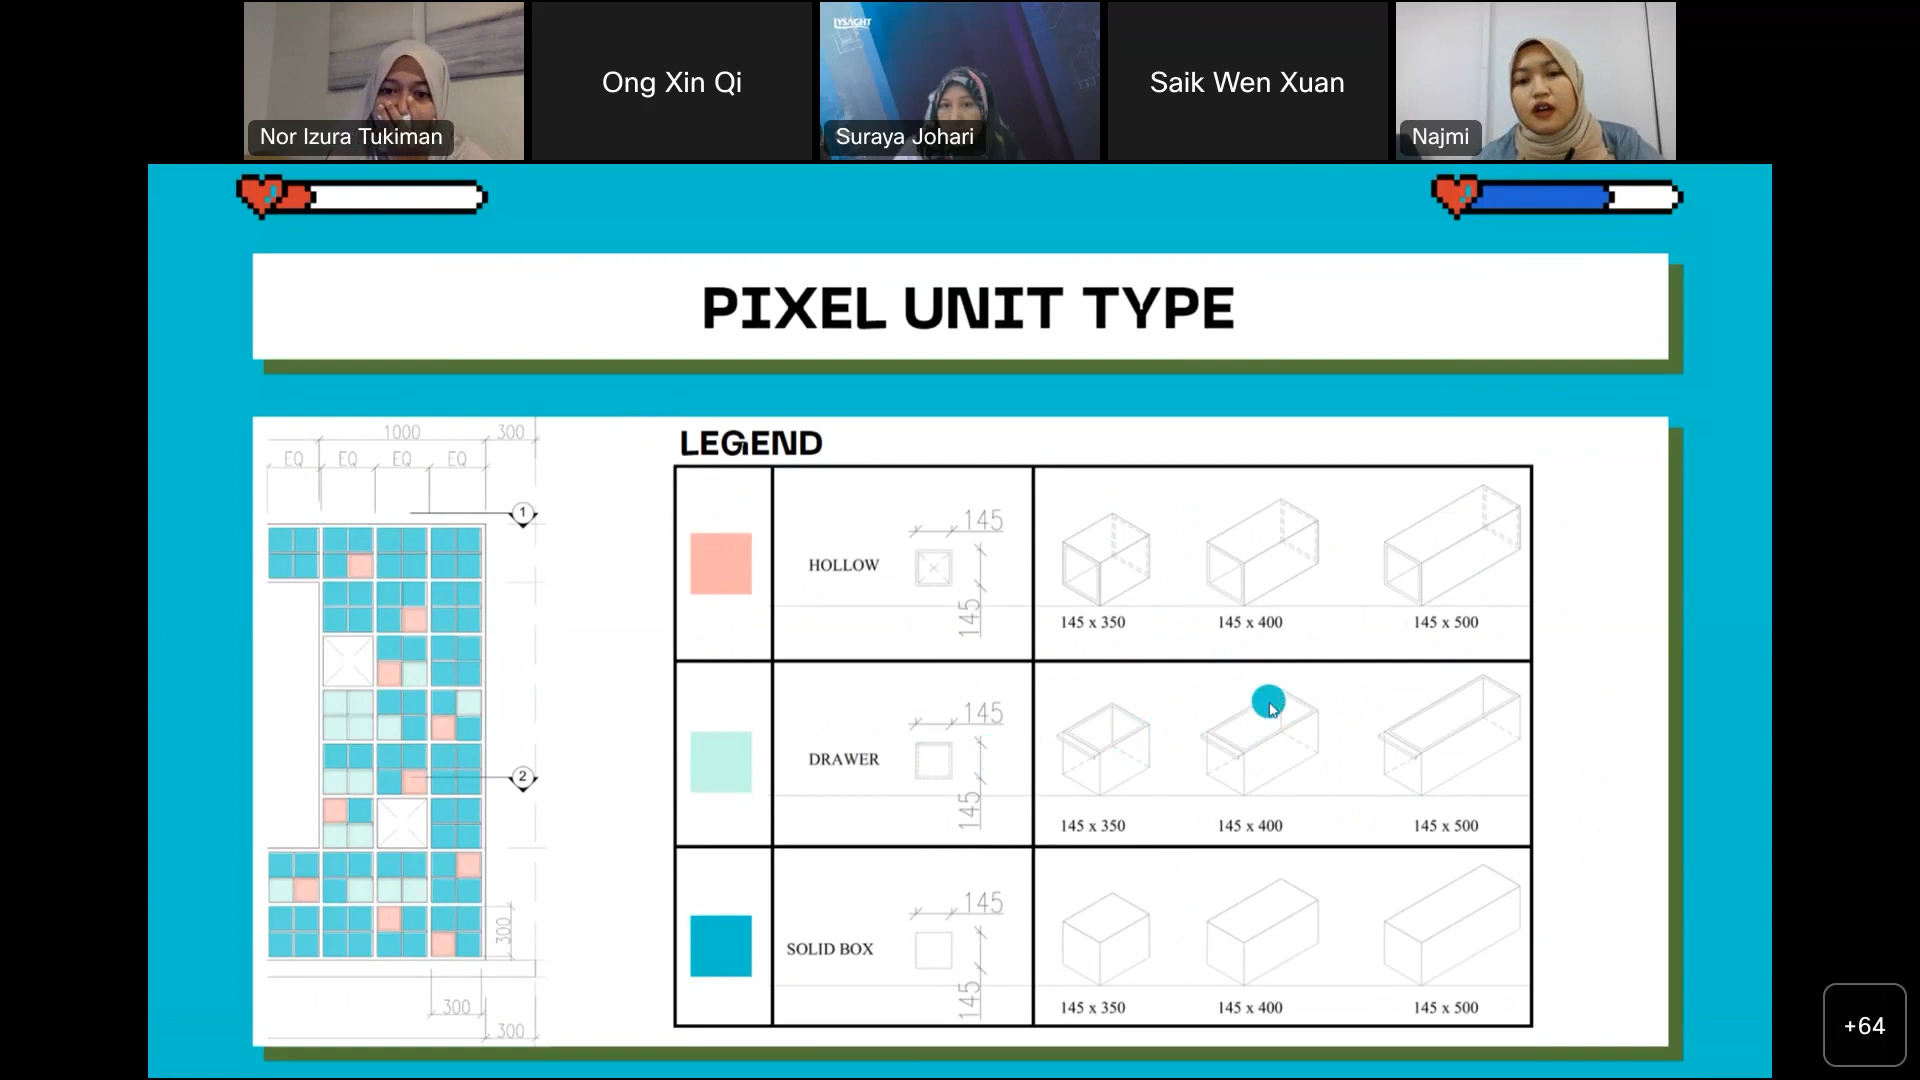 LYSAGHT
Nor Izura Tukiman
Ong Xin Qi
Suraya Johari
Saik Wen Xuan
Najmi
PIXEL UNIT TYPE
1000
300
EQ
EQ
EQ
EQ
1
2
300
300
300
LEGEND
HOLLOW
145
145
145 x 350
145 x 400
145 x 500
DRAWER
145
145
145 x 350
145 x 400
145 x 500
SOLID BOX
145
145
145 x 350
145 x 400
145 x 500
+64